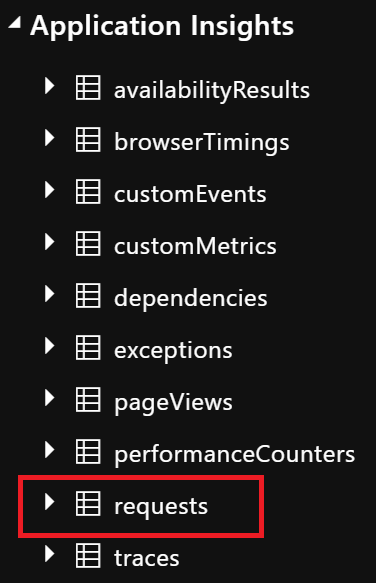 Application Insights
availabilityResults
browserTimings
customEvents
customMetrics
dependencies
exceptions
pageViews
performanceCounters
requests
traces